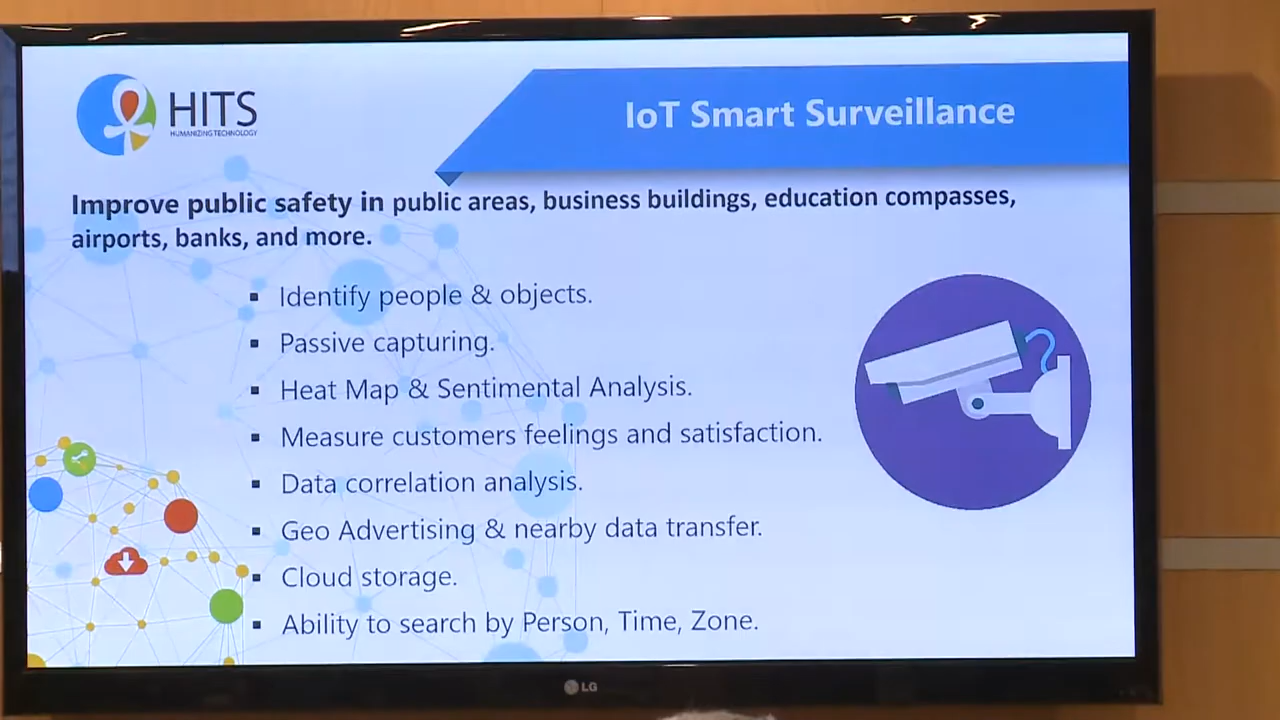 HITS
HUMANIZING TECHNOLOGY
IoT Smart Surveillance
Improve public safety in public areas, business buildings, education compasses,
airports, banks, and more.
▪ Identify people & objects.
▪ Passive capturing.
▪ Heat Map & Sentimental Analysis.
▪ Measure customers feelings and satisfaction.
▪ Data correlation analysis.
▪ Geo Advertising & nearby data transfer.
▪ Cloud storage.
▪ Ability to search by Person, Time, Zone.
LG